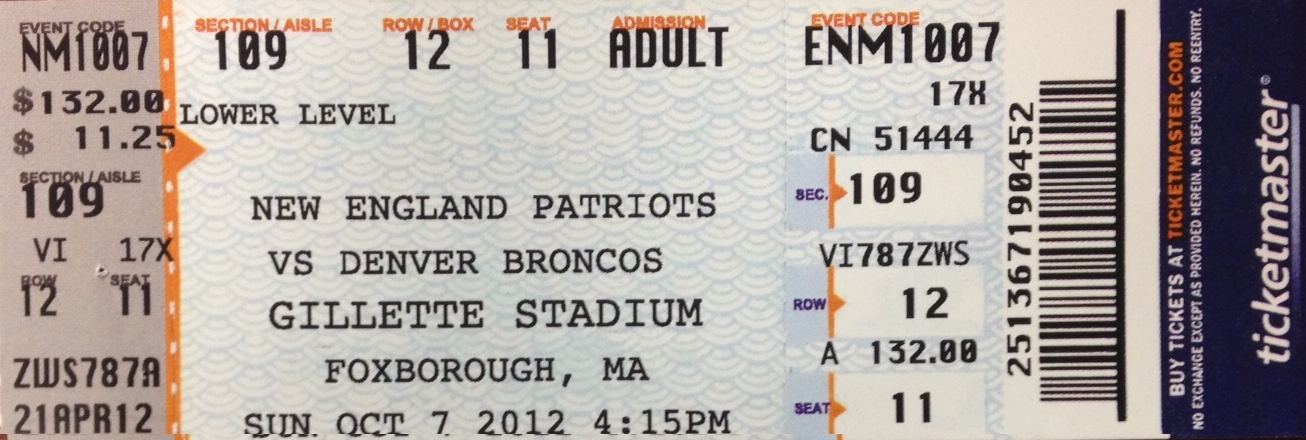 EVENT CODE
NM1007
$132.00
$ 11.25
SECTION/AISLE
109
VI 17X
ROW SEAT
12 11
ZWS787A
21APR12
SECTION/AISLE ROW/BOX SEAT ADMISSION
109 12 11 ADULT
LOWER LEVEL
NEW ENGLAND PATRIOTS
VS DENVER BRONCOS
GILLETTE STADIUM
FOXBOROUGH, MA
SUN OCT 7 2012 4:15PM
EVENT CODE
ENM1007
17X
CN 51444
SEC. 109
VI787ZWS
ROW 12
A 132.00
SEAT 11
251367190452
BUY TICKETS AT TICKETMASTER.COM
NO EXCHANGE EXCEPT AS PROVIDED HEREIN. NO REFUNDS. NO REENTRY.
ticketmaster®